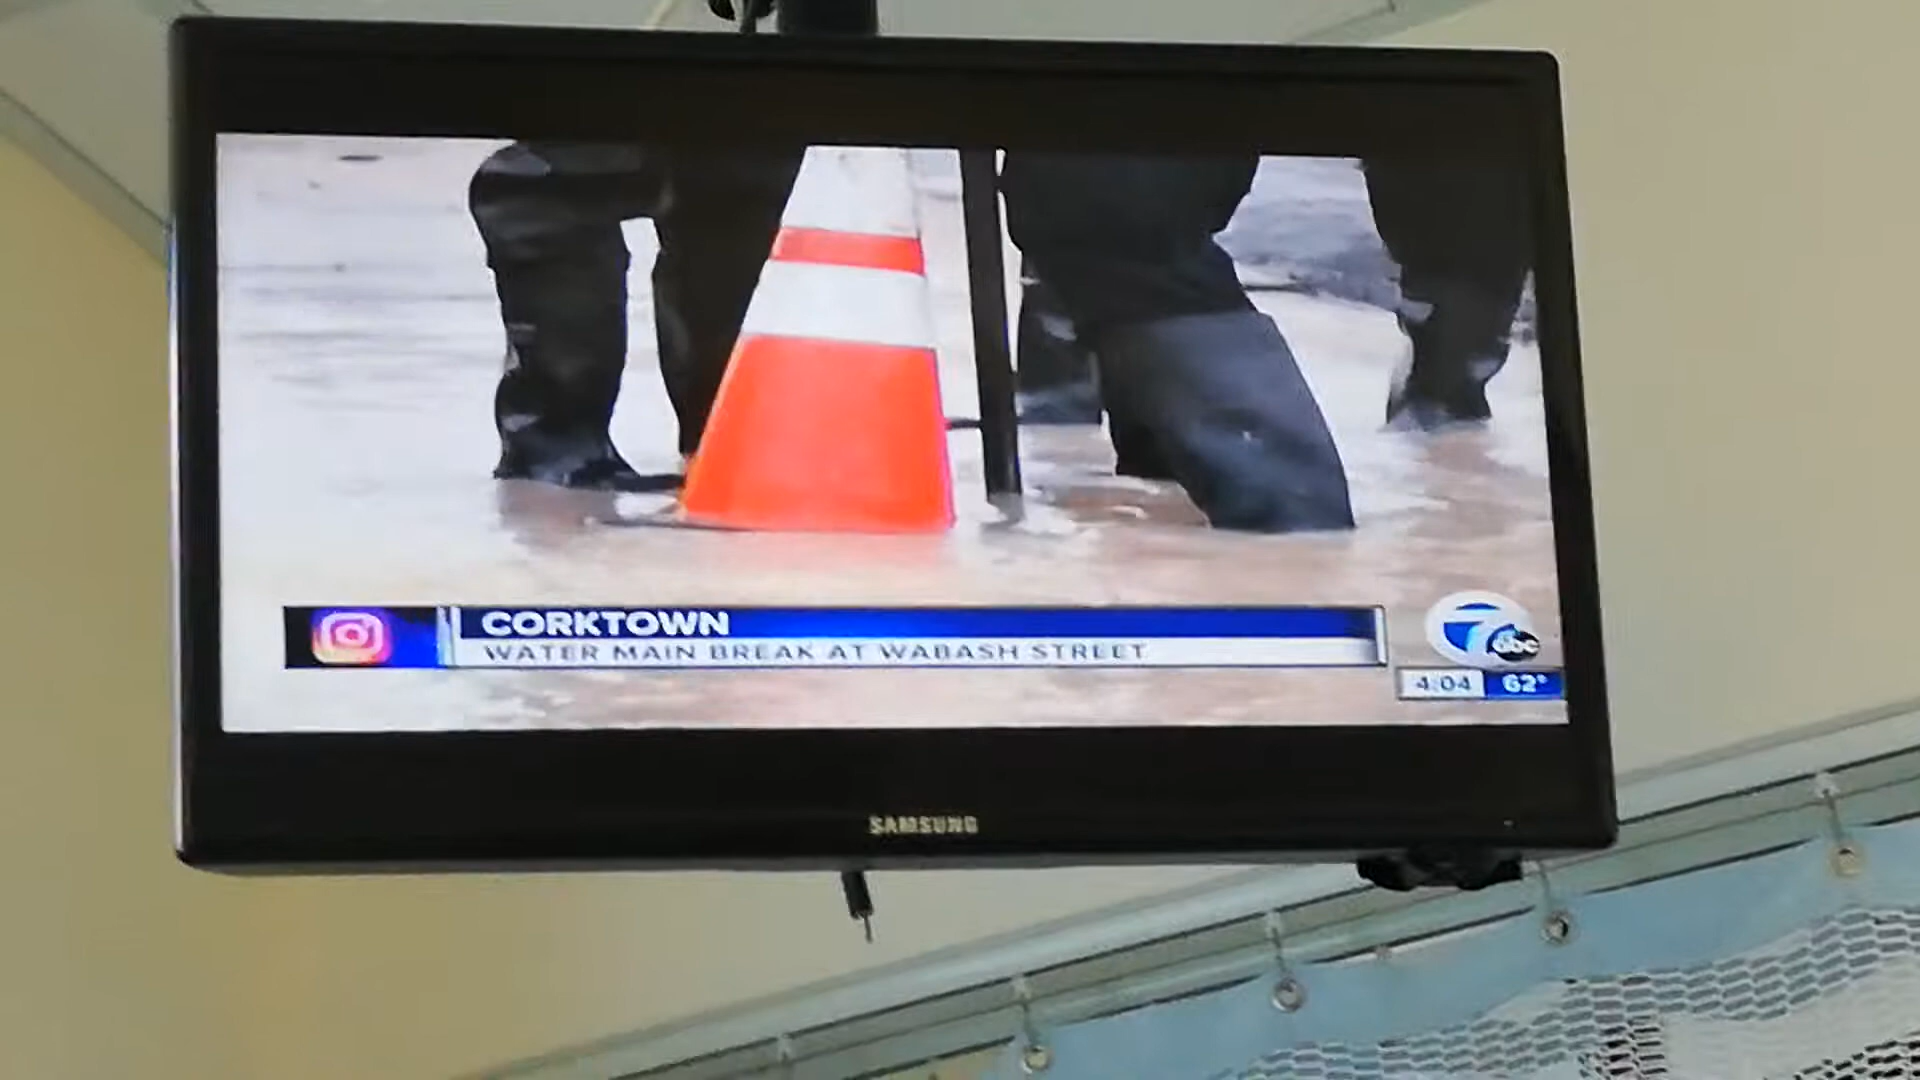 CORKTOWN
WATER MAIN BREAK AT WABASH STREET
7 abc
4:04 62°
SAMSUNG